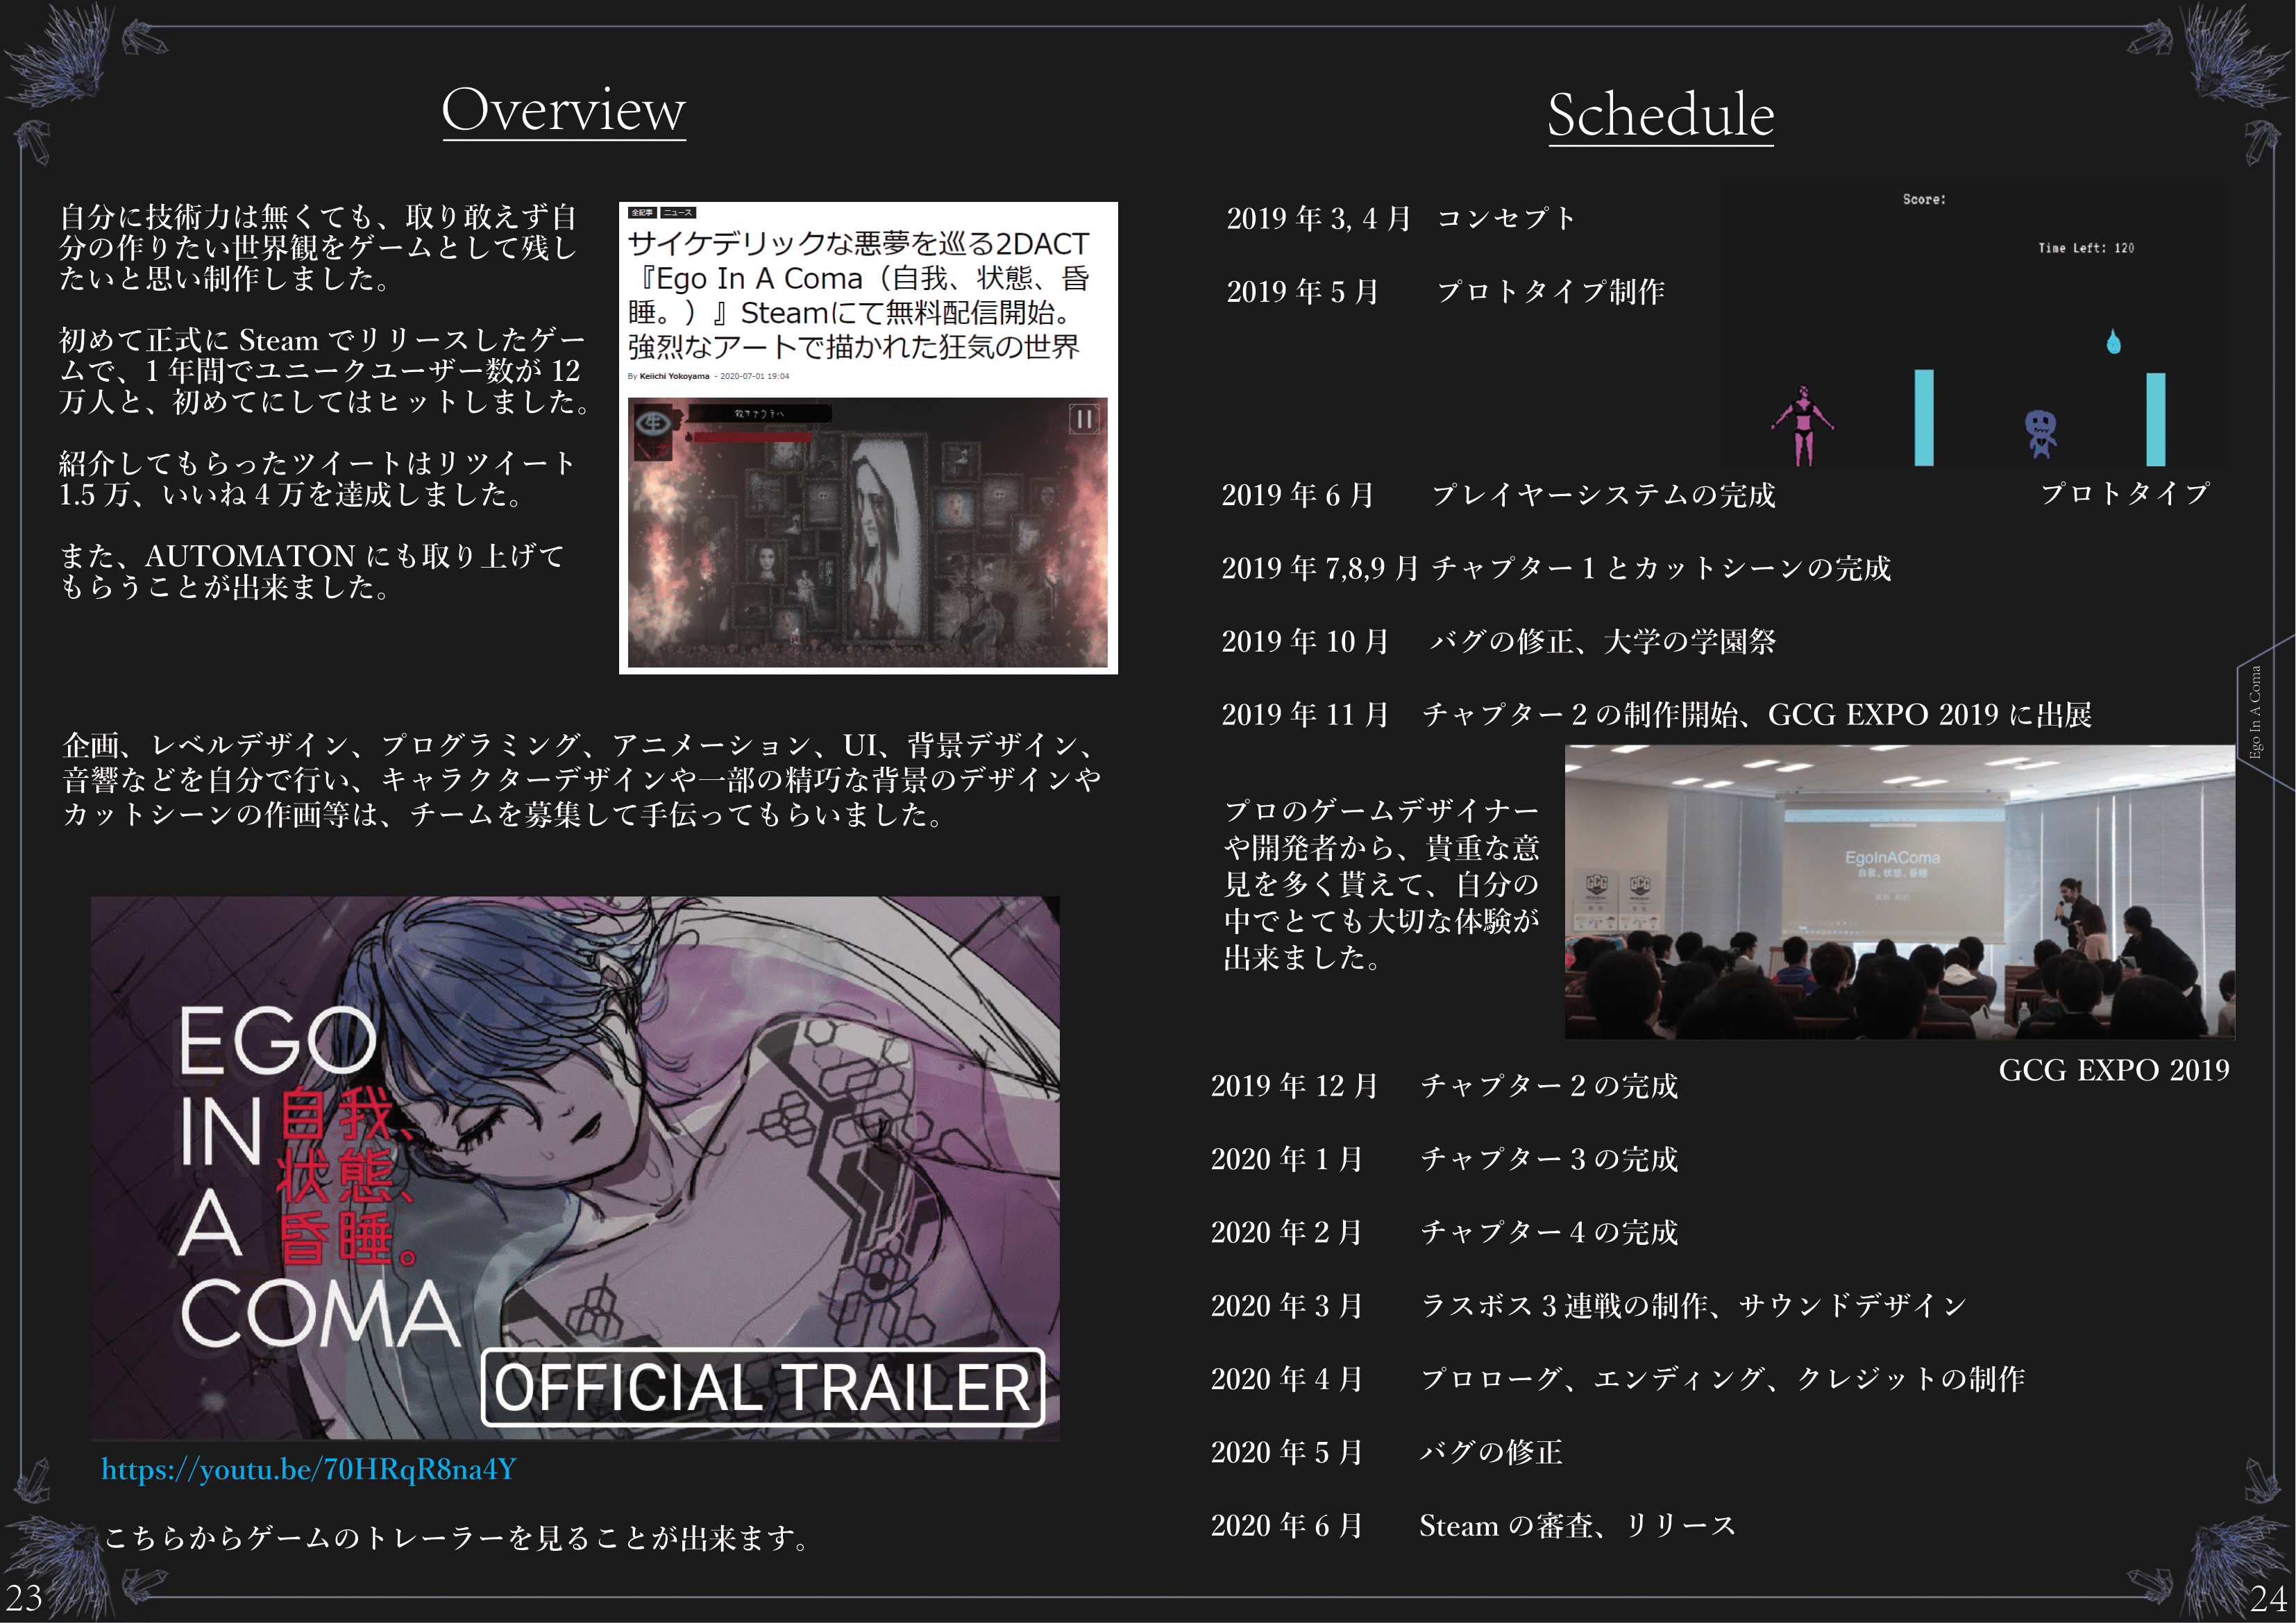 Overview
自分に技術力は無くても、取り敢えず自
分の作りたい世界観をゲームとして残し
たいと思い制作しました。
初めて正式に Steam でリリースしたゲー
ムで、1 年間でユニークユーザー数が 12
万人と、初めてにしてはヒットしました。
紹介してもらったツイートはリツイート
1.5 万、いいね 4 万を達成しました。
また、AUTOMATON にも取り上げて
もらうことが出来ました。
全記事 ニュース
サイケデリックな悪夢を巡る2DACT
『Ego In A Coma（自我、状態、昏
睡。）』Steamにて無料配信開始。
強烈なアートで描かれた狂気の世界
By Keiichi Yokoyama - 2020-07-01 19:04
企画、レベルデザイン、プログラミング、アニメーション、UI、背景デザイン、
音響などを自分で行い、キャラクターデザインや一部の精巧な背景のデザインや
カットシーンの作画等は、チームを募集して手伝ってもらいました。
EGO
IN
A
COMA
自我、
状態、
昏睡。
OFFICIAL TRAILER
https://youtu.be/70HRqR8na4Y
こちらからゲームのトレーラーを見ることが出来ます。
23
Schedule
2019 年 3, 4 月 コンセプト
2019 年 5 月 プロトタイプ制作
Score:
Time Left: 120
プロトタイプ
2019 年 6 月 プレイヤーシステムの完成
2019 年 7,8,9 月 チャプター 1 とカットシーンの完成
2019 年 10 月 バグの修正、大学の学園祭
2019 年 11 月 チャプター 2 の制作開始、GCG EXPO 2019 に出展
プロのゲームデザイナー
や開発者から、貴重な意
見を多く貰えて、自分の
中でとても大切な体験が
出来ました。
EgoInAComa
自我、状態、昏睡
GCG GCG
GCG EXPO 2019
2019 年 12 月 チャプター 2 の完成
2020 年 1 月 チャプター 3 の完成
2020 年 2 月 チャプター 4 の完成
2020 年 3 月 ラスボス 3 連戦の制作、サウンドデザイン
2020 年 4 月 プロローグ、エンディング、クレジットの制作
2020 年 5 月 バグの修正
2020 年 6 月 Steam の審査、リリース
Ego In A Coma
24